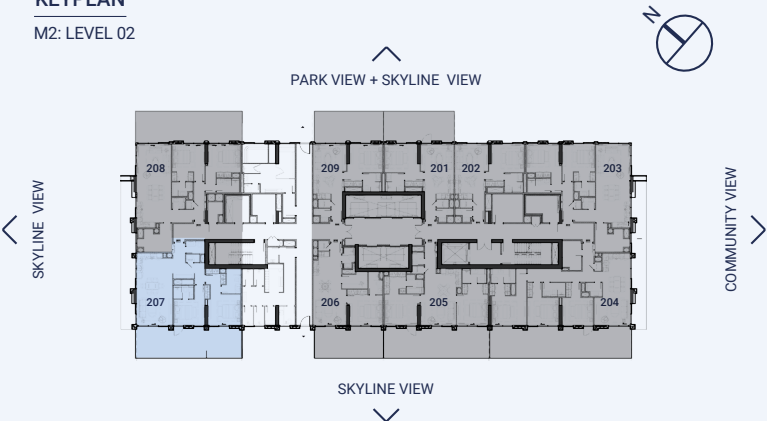 KEYPLAN
M2: LEVEL 02
N
PARK VIEW + SKYLINE VIEW
208
209
201
202
203
SKYLINE VIEW
COMMUNITY VIEW
207
206
205
204
SKYLINE VIEW